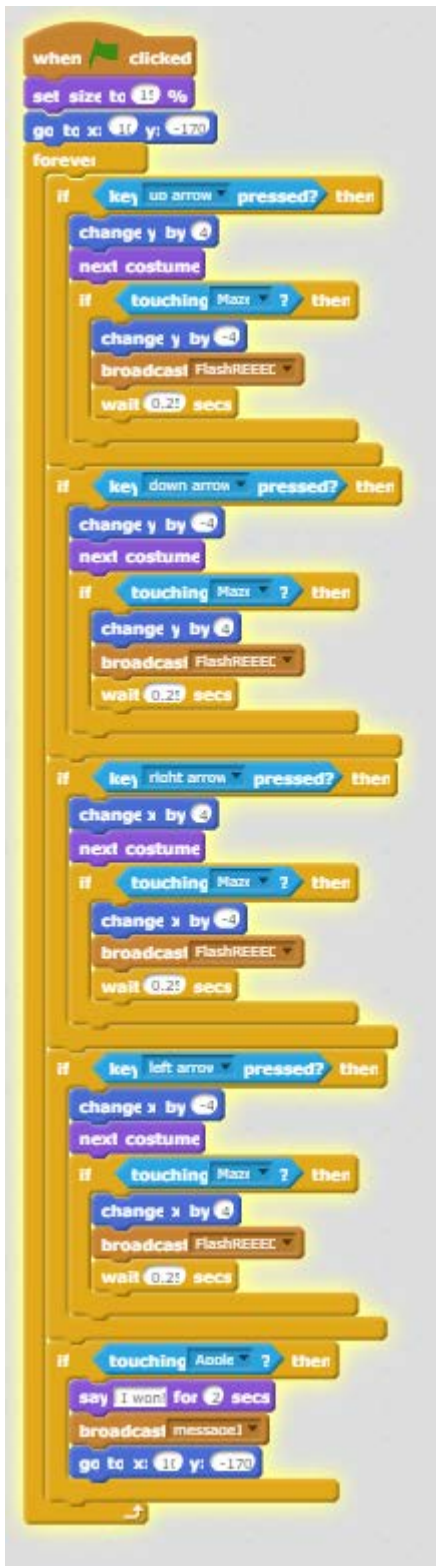 when clicked
set size to 15 %
go to x: 10 y: -170
forever
if key up arrow pressed? then
change y by 4
next costume
if touching Maze ? then
change y by -4
broadcast FlashREEED
wait 0.25 secs
if key down arrow pressed? then
change y by -4
next costume
if touching Maze ? then
change y by 4
broadcast FlashREEED
wait 0.25 secs
if key right arrow pressed? then
change x by 4
next costume
if touching Maze ? then
change x by -4
broadcast FlashREEED
wait 0.25 secs
if key left arrow pressed? then
change x by -4
next costume
if touching Maze ? then
change x by 4
broadcast FlashREEED
wait 0.25 secs
if touching Apple ? then
say I won! for 2 secs
broadcast message1
go to x: 10 y: -170